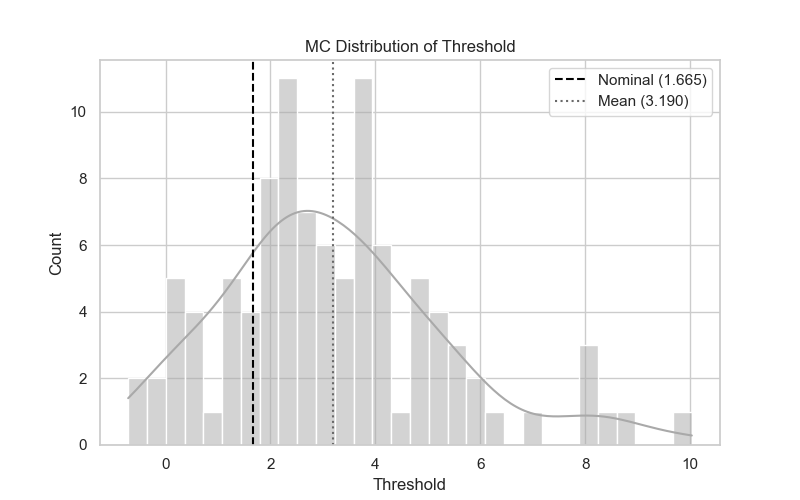 MC Distribution of Threshold
Nominal (1.665)
Mean (3.190)
Count
10
8
6
4
2
0
0 2 4 6 8 10
Threshold